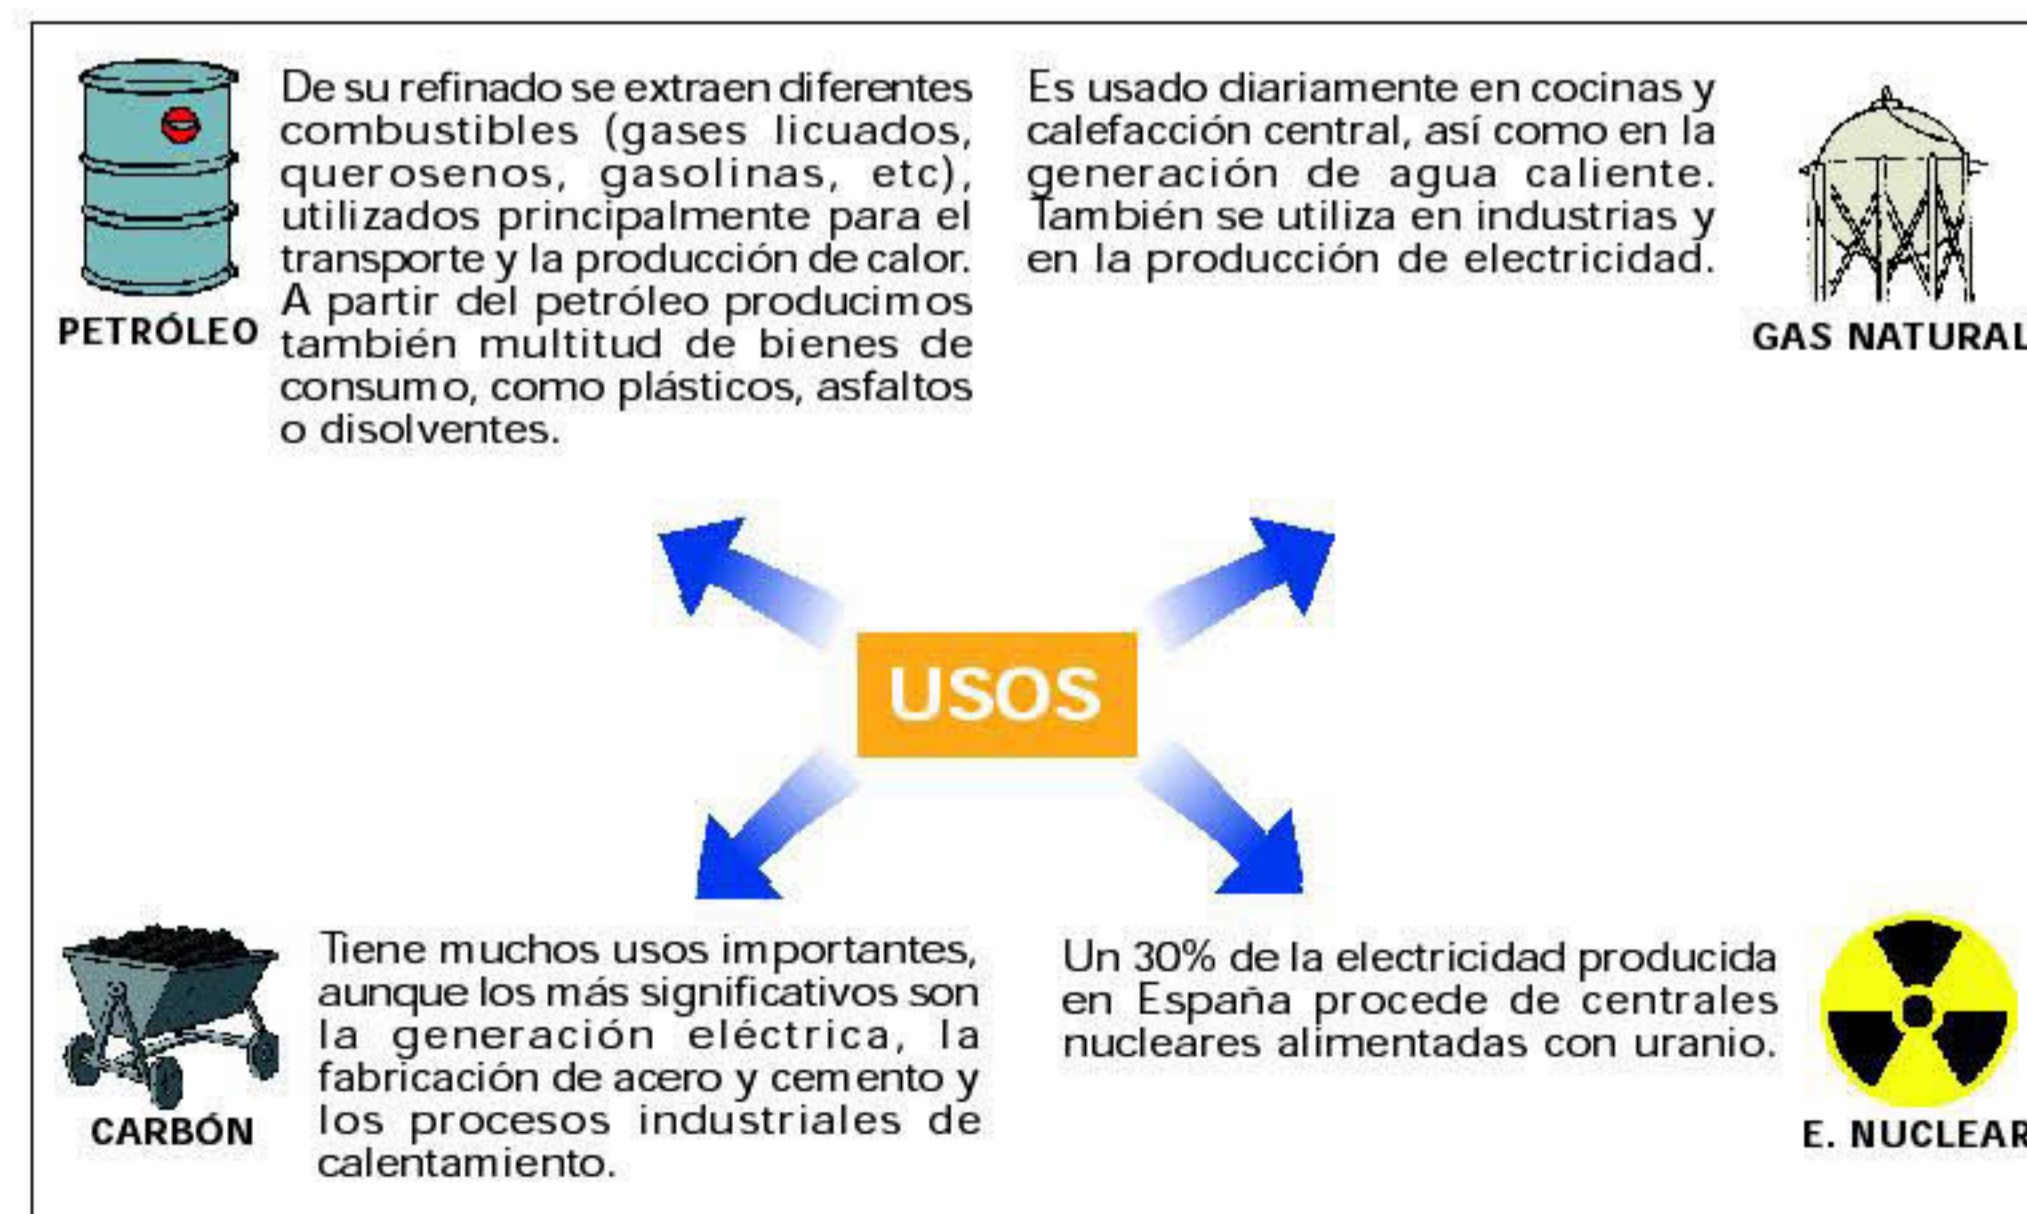 De su refinado se extraen diferentes
combustibles (gases licuados,
querosenos, gasolinas, etc),
utilizados principalmente para el
transporte y la producción de calor.
A partir del petróleo producimos
también multitud de bienes de
consumo, como plásticos, asfaltos
o disolventes.
PETRÓLEO
Es usado diariamente en cocinas y
calefacción central, así como en la
generación de agua caliente.
También se utiliza en industrias y
en la producción de electricidad.
GAS NATURAL
USOS
Tiene muchos usos importantes,
aunque los más significativos son
la generación eléctrica, la
fabricación de acero y cemento y
los procesos industriales de
calentamiento.
CARBÓN
Un 30% de la electricidad producida
en España procede de centrales
nucleares alimentadas con uranio.
E. NUCLEAR